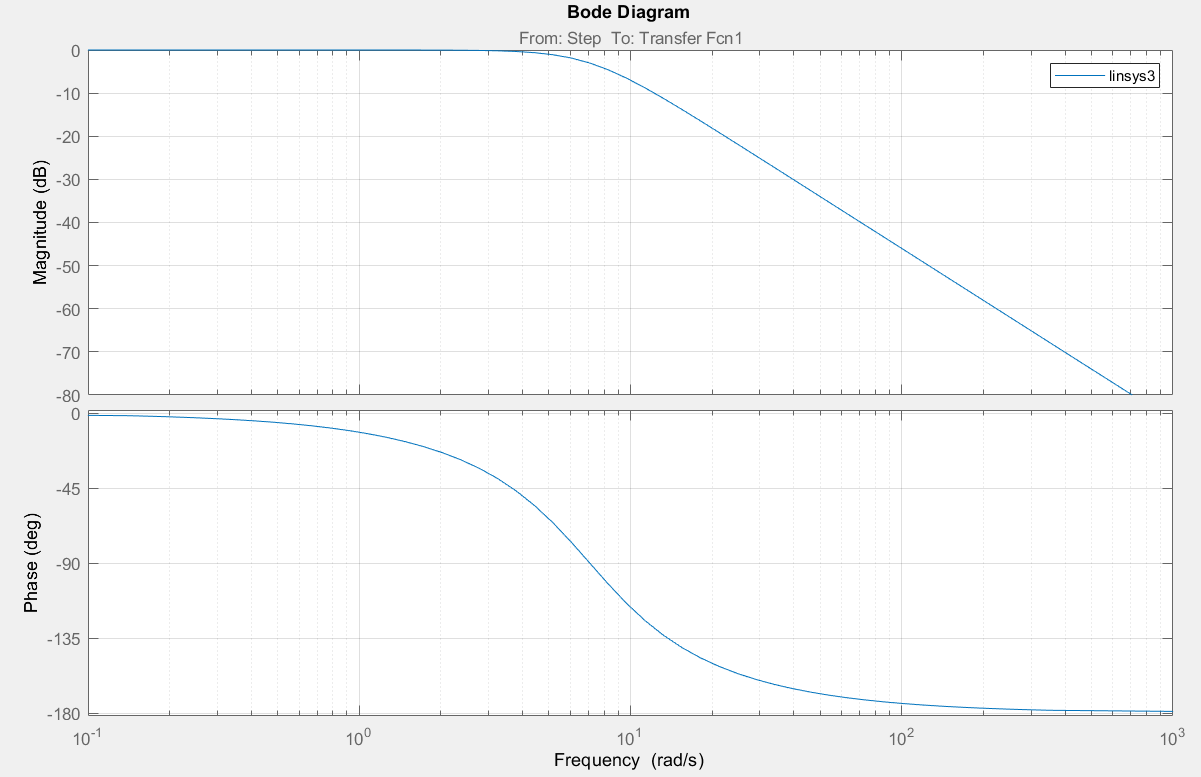 Bode Diagram
From: Step  To: Transfer Fcn1
linsys3
Magnitude (dB)
0
-10
-20
-30
-40
-50
-60
-70
-80
Phase (deg)
0
-45
-90
-135
-180
10^-1 10^0 10^1 10^2 10^3
Frequency  (rad/s)